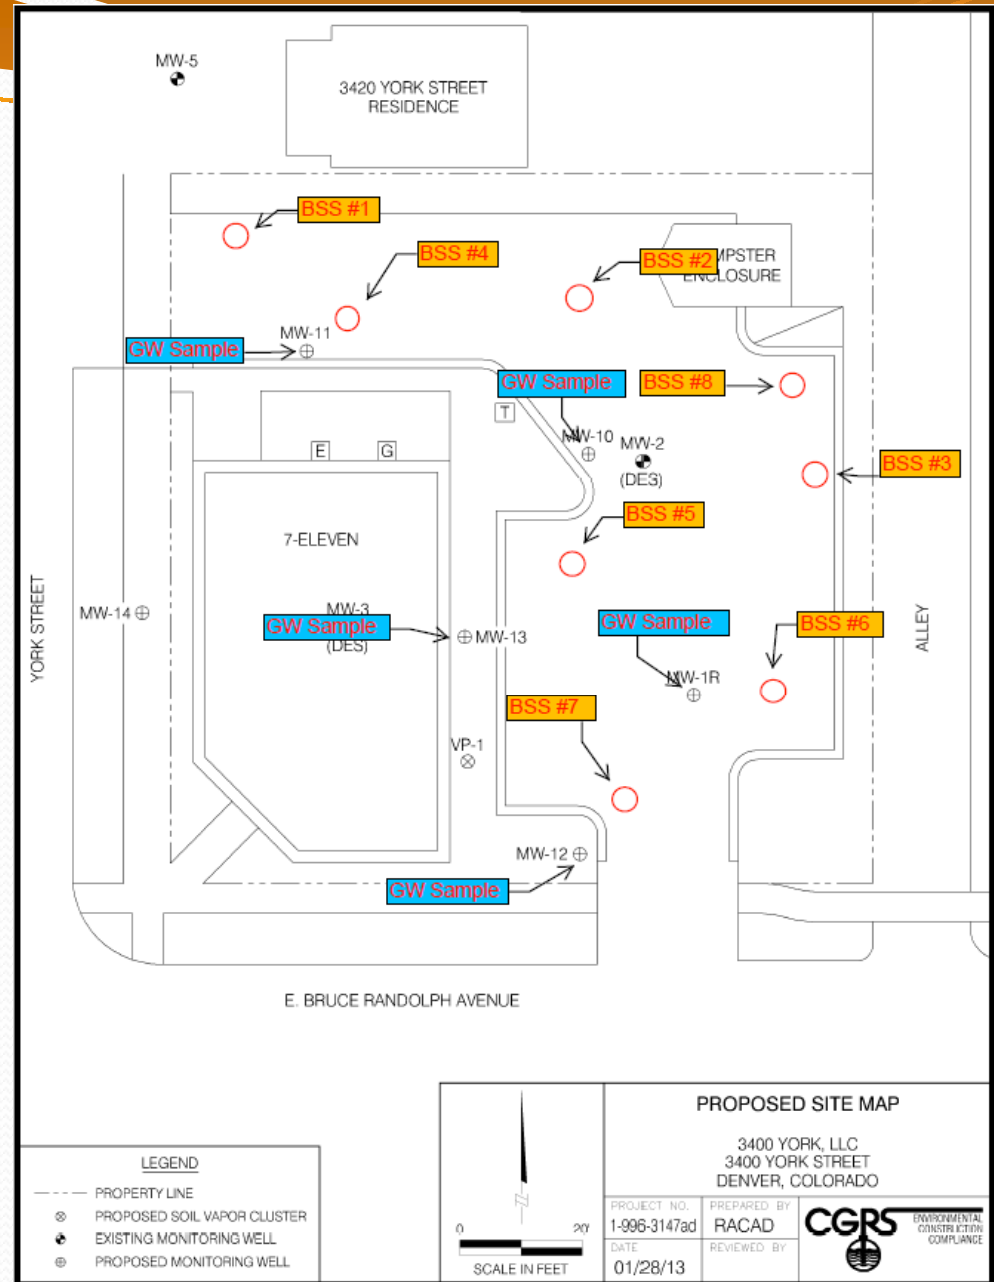 MW-5
3420 YORK STREET
RESIDENCE
BSS #1
BSS #4
BSS #2
MPSTER
ENCLOSURE
MW-11
GW Sample
GW Sample
BSS #8
T
MW-10
MW-2
(DE3)
E
G
BSS #3
BSS #5
7-ELEVEN
YORK STREET
MW-14
MW-3
GW Sample
(DES)
MW-13
GW Sample
BSS #6
ALLEY
MW-1R
BSS #7
VP-1
MW-12
GW Sample
E. BRUCE RANDOLPH AVENUE
LEGEND
PROPERTY LINE
PROPOSED SOIL VAPOR CLUSTER
EXISTING MONITORING WELL
PROPOSED MONITORING WELL
N
0 20'
SCALE IN FEET
PROPOSED SITE MAP
3400 YORK, LLC
3400 YORK STREET
DENVER, COLORADO
PROJECT NO.
1-996-3147ad
PREPARED BY
RACAD
DATE
01/28/13
REVIEWED BY
CGRS
ENVIRONMENTAL
CONSTRUCTION
COMPLIANCE